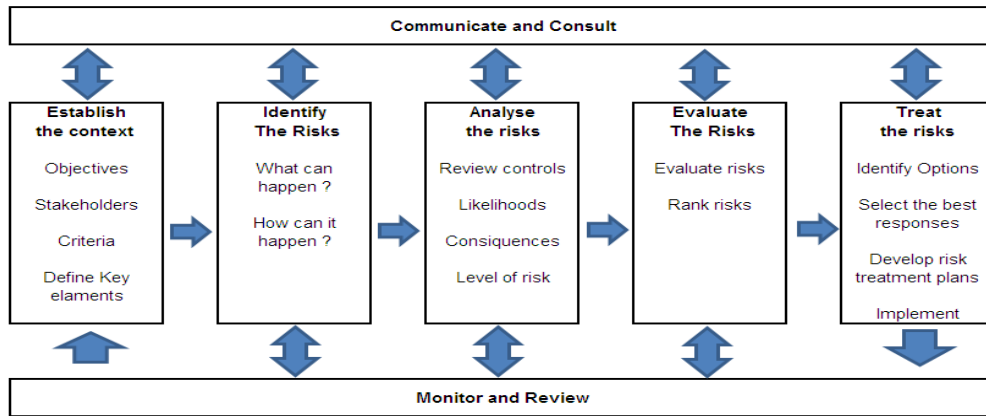 Communicate and Consult
Establish
the context
Objectives
Stakeholders
Criteria
Define Key
elaments
Identify
The Risks
What can
happen ?
How can it
happen ?
Analyse
the risks
Review controls
Likelihoods
Consiquences
Level of risk
Evaluate
The Risks
Evaluate risks
Rank risks
Treat
the risks
Identify Options
Select the best
responses
Develop risk
treatment plans
Implement
Monitor and Review